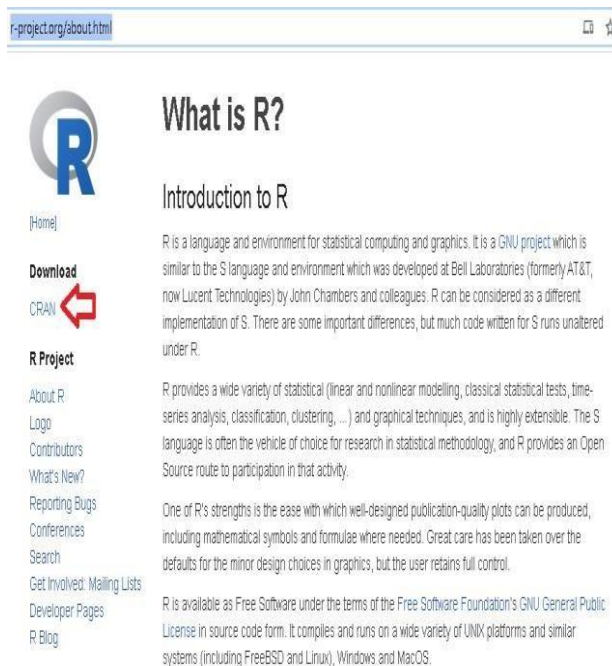 r-project.org/about.html
R
[Home]
Download
CRAN
R Project
About R
Logo
Contributors
What's New?
Reporting Bugs
Conferences
Search
Get Involved: Mailing Lists
Developer Pages
R Blog
What is R?
Introduction to R
R is a language and environment for statistical computing and graphics. It is a GNU project which is
similar to the S language and environment which was developed at Bell Laboratories (formerly AT&T,
now Lucent Technologies) by John Chambers and colleagues. R can be considered as a different
implementation of S. There are some important differences, but much code written for S runs unaltered
under R.
R provides a wide variety of statistical (linear and nonlinear modelling, classical statistical tests, time-
series analysis, classification, clustering, ...) and graphical techniques, and is highly extensible. The S
language is often the vehicle of choice for research in statistical methodology, and R provides an Open
Source route to participation in that activity.
One of R's strengths is the ease with which well-designed publication-quality plots can be produced,
including mathematical symbols and formulae where needed. Great care has been taken over the
defaults for the minor design choices in graphics, but the user retains full control.
R is available as Free Software under the terms of the Free Software Foundation's GNU General Public
License in source code form. It compiles and runs on a wide variety of UNIX platforms and similar
systems (including FreeBSD and Linux), Windows and MacOS.